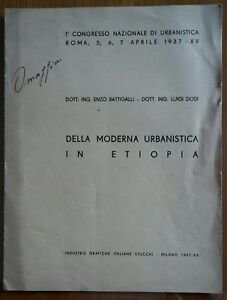 Iº CONGRESSO NAZIONALE DI URBANISTICA
ROMA, 5, 6, 7 APRILE 1937 - XV
Omaggio
DOTT. ING. ENZO BATTIGALLI - DOTT. ING. LUIGI DODI
DELLA MODERNA URBANISTICA
IN ETIOPIA
INDUSTRIE GRAFICHE ITALIANE STUCCHI - MILANO 1937-XV